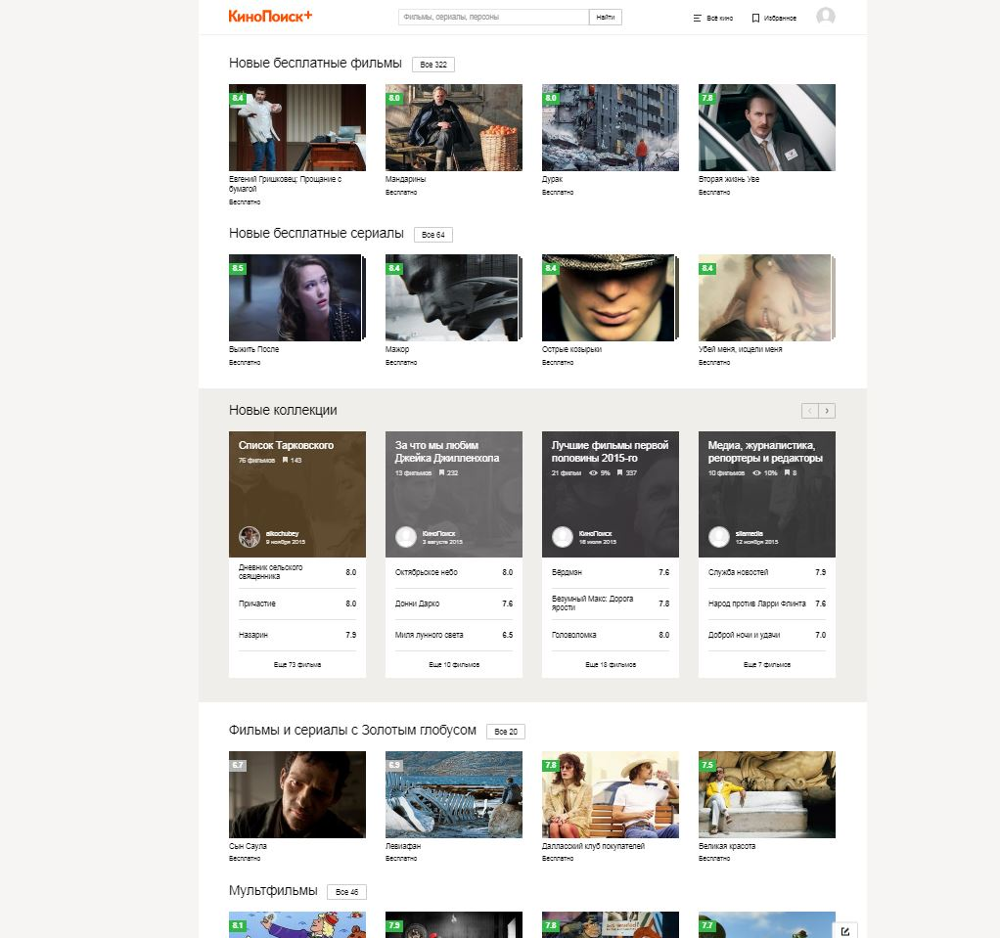 КиноПоиск+
Фильмы, сериалы, персоны
Найти
Всё кино
Избранное
Новые бесплатные фильмы
Все 322
8.4
8.0
8.0
7.8
Евгений Гришковец: Прощание с
бумагой
Бесплатно
Мандарины
Бесплатно
Дурак
Бесплатно
Вторая жизнь Уве
Бесплатно
Новые бесплатные сериалы
Все 64
8.5
8.4
8.4
8.4
Выжить После
Бесплатно
Мажор
Бесплатно
Острые козырьки
Бесплатно
Убей меня, исцели меня
Бесплатно
Новые коллекции
Список Тарковского
76 фильмов 143
aikochubey
9 ноября 2015
Дневник сельского
священника 8.0
Причастие 8.0
Назарин 7.9
Еще 73 фильма
За что мы любим
Джейка Джилленхола
13 фильмов 232
КиноПоиск
3 августа 2015
Октябрьское небо 8.0
Донни Дарко 7.6
Миля лунного света 6.5
Еще 10 фильмов
Лучшие фильмы первой
половины 2015-го
21 фильм 9% 337
КиноПоиск
16 июля 2015
Бёрдмэн 7.6
Безумный Макс: Дорога
ярости 7.8
Головоломка 8.0
Еще 18 фильмов
Медиа, журналистика,
репортеры и редакторы
10 фильмов 10% 8
silamedia
12 ноября 2015
Служба новостей 7.9
Народ против Ларри Флинта 7.6
Доброй ночи и удачи 7.0
Еще 7 фильмов
Фильмы и сериалы с Золотым глобусом
Все 20
6.7
6.9
7.8
7.5
Сын Саула
Бесплатно
Левиафан
Бесплатно
Далласский клуб покупателей
Бесплатно
Великая красота
Бесплатно
Мультфильмы
Все 46
8.1
7.9
7.8
7.7